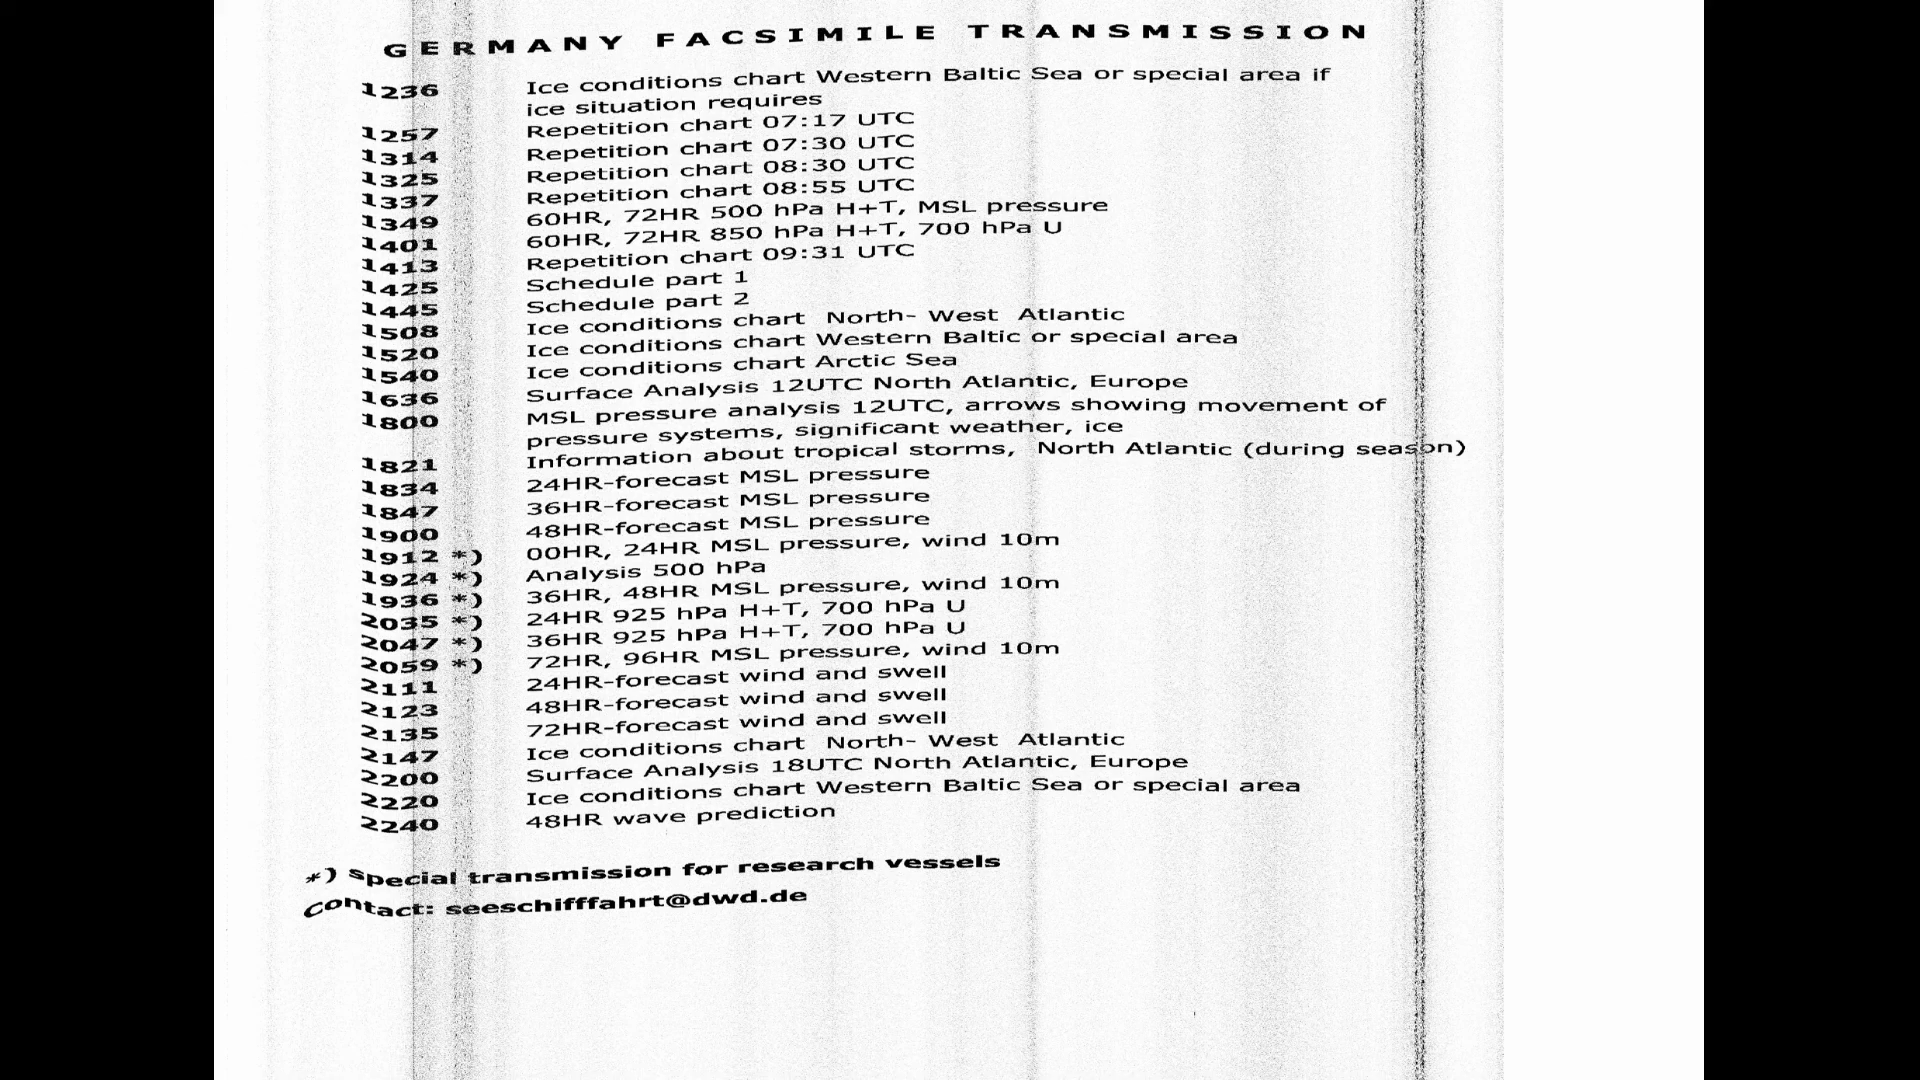 GERMANY FACSIMILE TRANSMISSION
1236 Ice conditions chart Western Baltic Sea or special area if
ice situation requires
1257 Repetition chart 07:17 UTC
1314 Repetition chart 07:30 UTC
1325 Repetition chart 08:30 UTC
1337 Repetition chart 08:55 UTC
1349 60HR, 72HR 500 hPa H+T, MSL pressure
1401 60HR, 72HR 850 hPa H+T, 700 hPa U
1413 Repetition chart 09:31 UTC
1425 Schedule part 1
1445 Schedule part 2
1508 Ice conditions chart North- West Atlantic
1520 Ice conditions chart Western Baltic or special area
1540 Ice conditions chart Arctic Sea
1636 Surface Analysis 12UTC North Atlantic, Europe
1800 MSL pressure analysis 12UTC, arrows showing movement of
pressure systems, significant weather, ice
1821 Information about tropical storms, North Atlantic (during season)
1834 24HR-forecast MSL pressure
1847 36HR-forecast MSL pressure
1900 48HR-forecast MSL pressure
1912 *) 00HR, 24HR MSL pressure, wind 10m
1924 *) Analysis 500 hPa
1936 *) 36HR, 48HR MSL pressure, wind 10m
2035 *) 24HR 925 hPa H+T, 700 hPa U
2047 *) 36HR 925 hPa H+T, 700 hPa U
2059 *) 72HR, 96HR MSL pressure, wind 10m
2111 24HR-forecast wind and swell
2123 48HR-forecast wind and swell
2135 72HR-forecast wind and swell
2147 Ice conditions chart North- West Atlantic
2200 Surface Analysis 18UTC North Atlantic, Europe
2220 Ice conditions chart Western Baltic Sea or special area
2240 48HR wave prediction
*) Special transmission for research vessels
Contact: seeschifffahrt@dwd.de